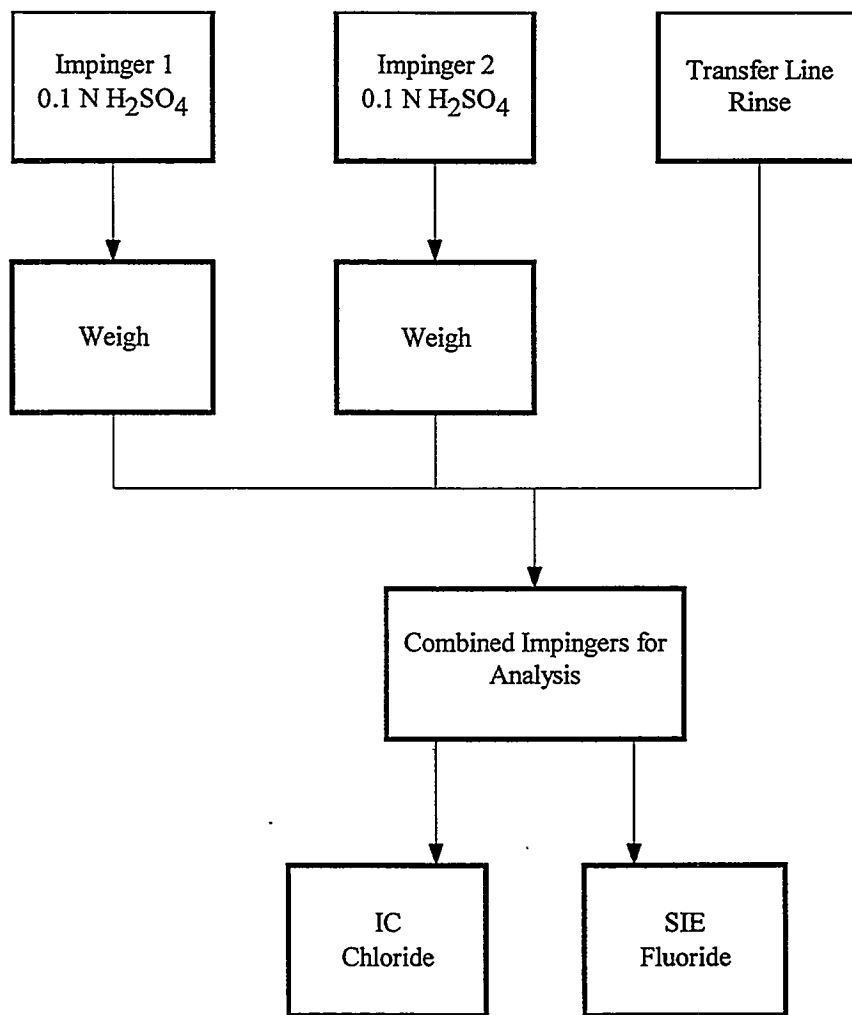 Impinger 1
0.1 N H2SO4
Impinger 2
0.1 N H2SO4
Transfer Line
Rinse
Weigh
Weigh
Combined Impingers for
Analysis
IC
Chloride
SIE
Fluoride